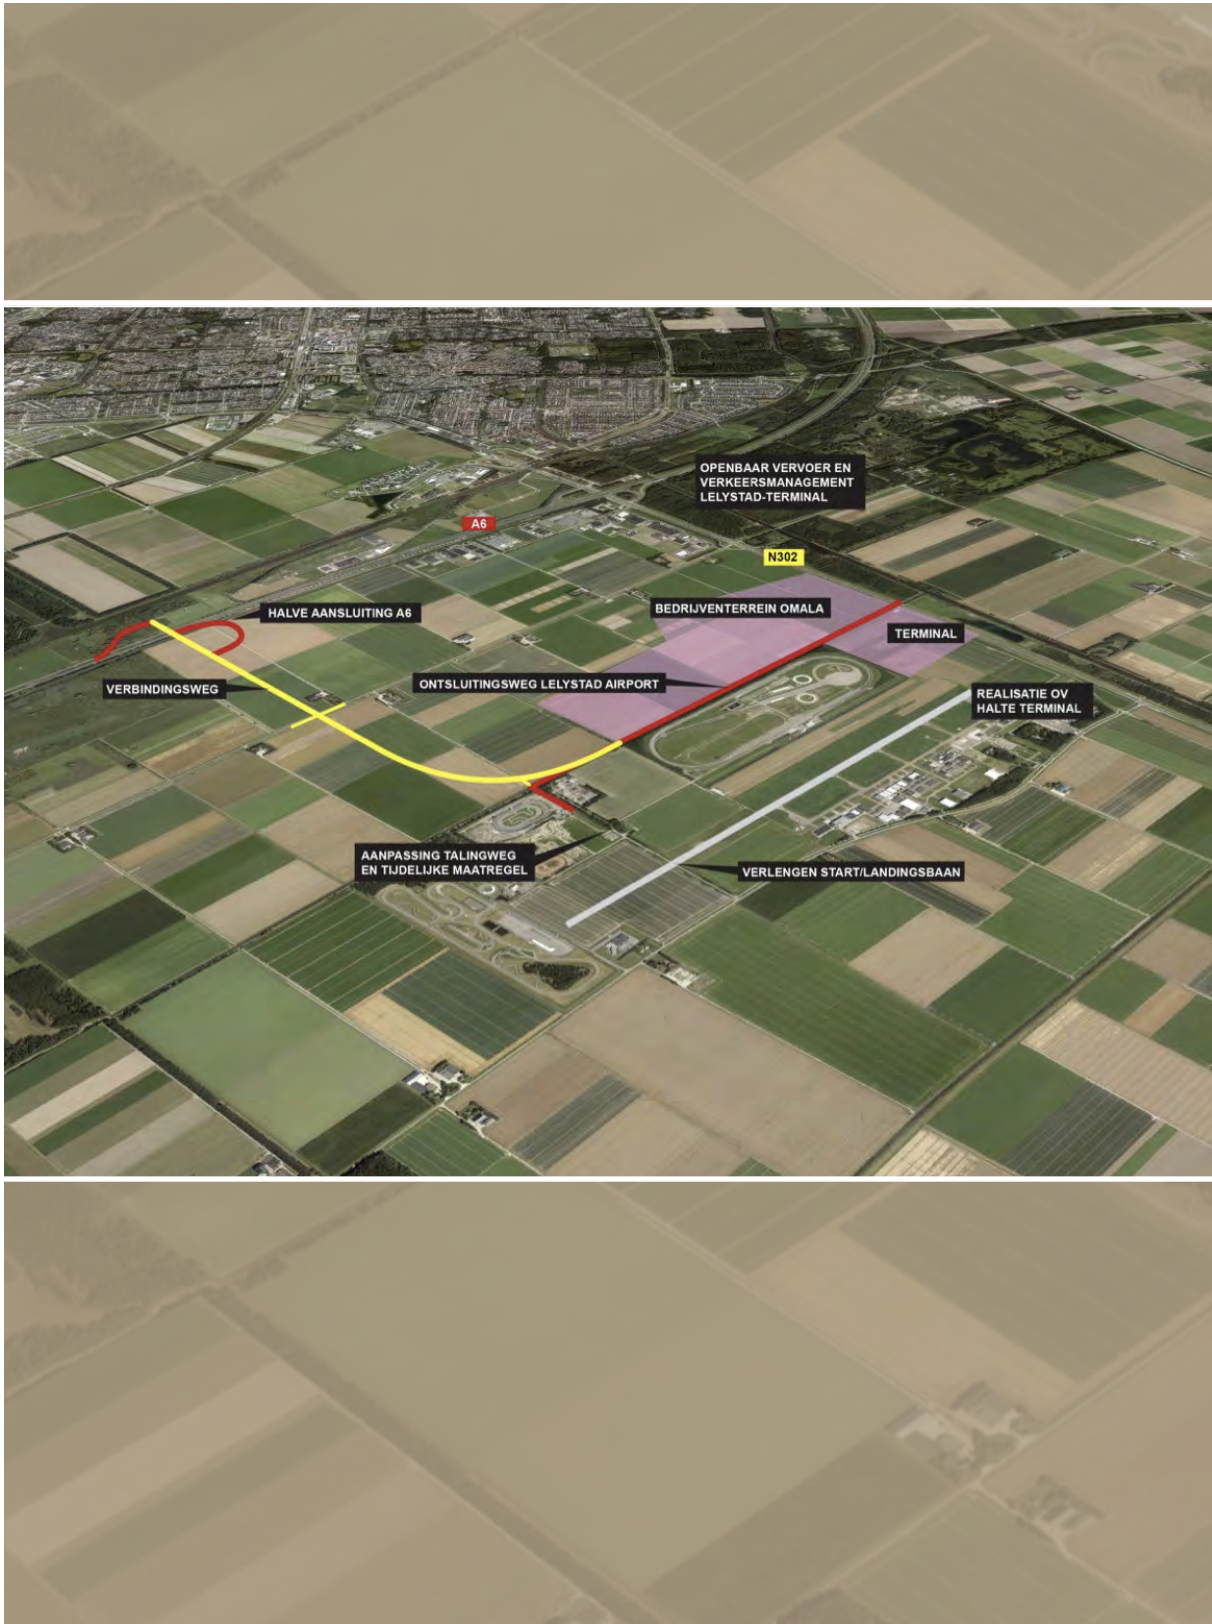 OPENBAAR VERVOER EN
VERKEERSMANAGEMENT
LELYSTAD-TERMINAL
A6
N302
HALVE AANSLUITING A6
BEDRIJVENTERREIN OMALA
TERMINAL
VERBINDINGSWEG
ONTSLUITINGSWEG LELYSTAD AIRPORT
REALISATIE OV
HALTE TERMINAL
AANPASSING TALINGWEG
EN TIJDELIJKE MAATREGEL
VERLENGEN START/LANDINGSBAAN